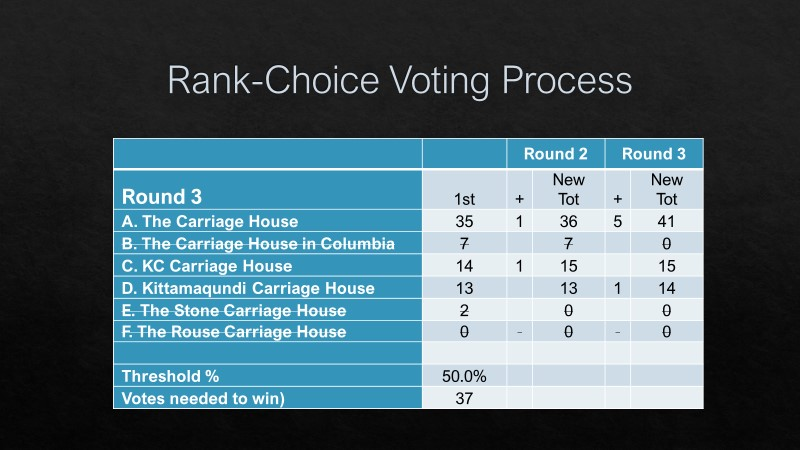 Rank-Choice Voting Process
Round 2 Round 3
Round 3 1st + New Tot + New Tot
A. The Carriage House 35 1 36 5 41
B. The Carriage House in Columbia 7 7 0
C. KC Carriage House 14 1 15 15
D. Kittamaqundi Carriage House 13 13 1 14
E. The Stone Carriage House 2 0 0
F. The Rouse Carriage House 0 - 0 - 0
Threshold % 50.0%
Votes needed to win) 37